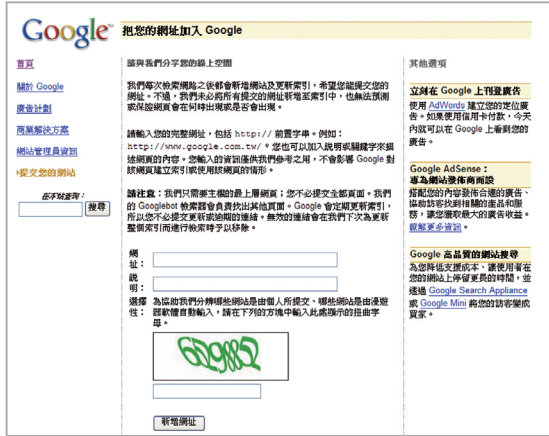 Google™ 把您的網址加入 Google
首頁
關於 Google
廣告計劃
商業解決方案
網站管理員資訊
›提交您的網站
在本站查詢：
搜尋
請與我們分享您的線上空間
我們每次檢索網路之後都會新增網站及更新索引，希望您能提交您的
網址。不過，我們未必將所有提交的網址新增至索引中，也無法預測
或保證網頁會在何時出現或是否會出現。
請輸入您的完整網址，包括 http:// 前置字串。例如：
http://www.google.com.tw/。您也可以加入說明或關鍵字來描
述網頁的內容。您輸入的資訊僅供我們參考之用，不會影響 Google 對
該網頁建立索引或使用該網頁的情形。
請注意：我們只需要主機的最上層網頁；您不必提交全部頁面。我們
的 Googlebot 檢索器會負責找出其他頁面。Google 會定期更新索引，
所以您不必提交更新或逾期的連結。無效的連結會在我們下次為更新
整個索引而進行檢索時予以移除。
網
址：
說
明：
選擇 為協助我們分辨哪些網站是由個人所提交、哪些網站是由漫遊
性： 器軟體自動輸入，請在下列的方塊中輸入此處顯示的扭曲字
母。
629852
新增網址
其他選項
立刻在 Google 上刊登廣告
使用 AdWords 建立您的定位廣
告。如果使用信用卡付款，今天
內就可以在 Google 上看到您的
廣告。
Google AdSense：
專為網站發佈商而設
搭配您的內容發佈合適的廣告、
協助訪客找到相關的產品和服
務，讓您獲取最大的廣告收益。
瞭解更多資訊。
Google 高品質的網站搜尋
為您降低支援成本、讓使用者在
您的網站上停留更長的時間，並
透過 Google Search Appliance
或 Google Mini 將您的訪客變成
買家。